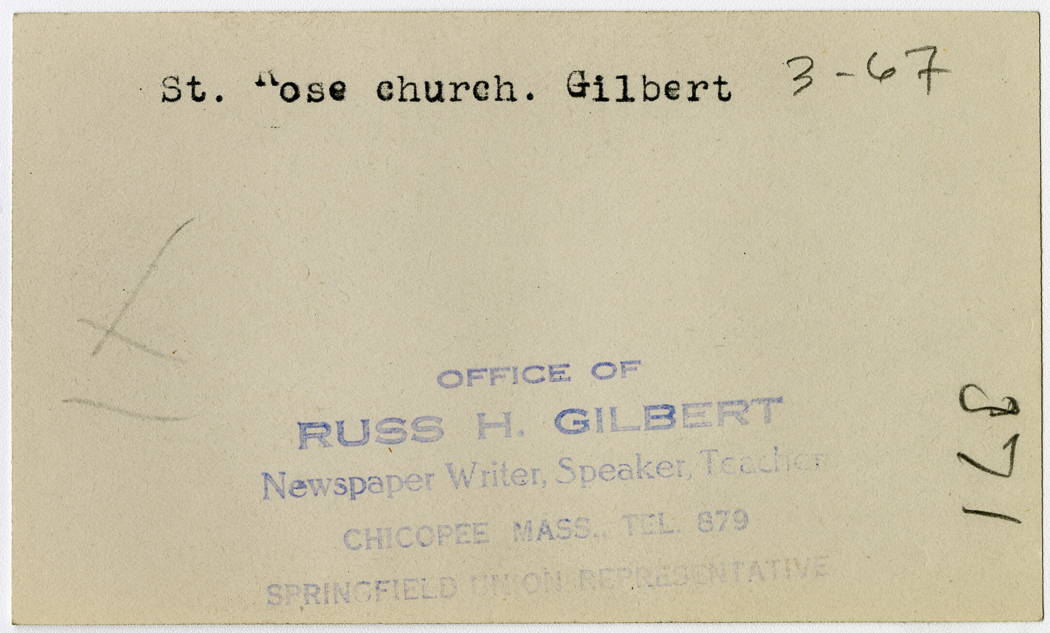 St. Rose church. Gilbert 3-67
OFFICE OF
RUSS H. GILBERT
Newspaper Writer, Speaker, Teacher
CHICOPEE MASS., TEL. 879
SPRINGFIELD UNION REPRESENTATIVE